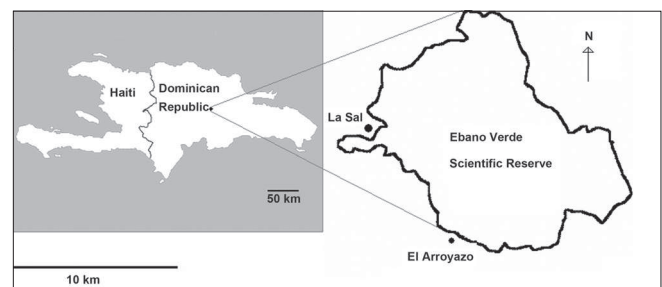 Haiti
Dominican
Republic
50 km
10 km
N
La Sal
Ebano Verde
Scientific Reserve
El Arroyazo